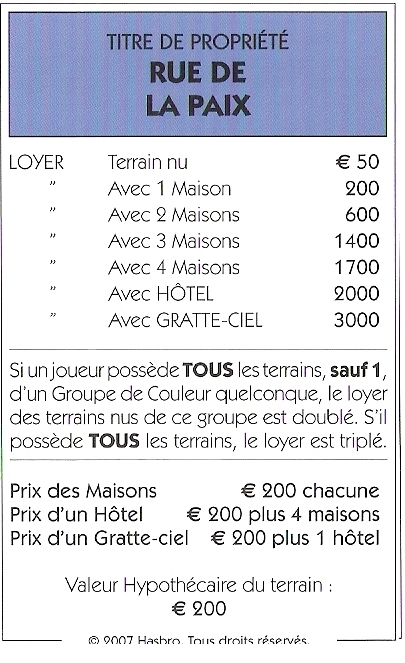 TITRE DE PROPRIÉTÉ
RUE DE
LA PAIX
LOYER Terrain nu € 50
" Avec 1 Maison 200
" Avec 2 Maisons 600
" Avec 3 Maisons 1400
" Avec 4 Maisons 1700
" Avec HÔTEL 2000
" Avec GRATTE-CIEL 3000
Si un joueur possède TOUS les terrains, sauf 1,
d'un Groupe de Couleur quelconque, le loyer
des terrains nus de ce groupe est doublé. S'il
possède TOUS les terrains, le loyer est triplé.
Prix des Maisons € 200 chacune
Prix d'un Hôtel € 200 plus 4 maisons
Prix d'un Gratte-ciel € 200 plus 1 hôtel
Valeur Hypothécaire du terrain :
€ 200
© 2007 Hasbro. Tous droits réservés.